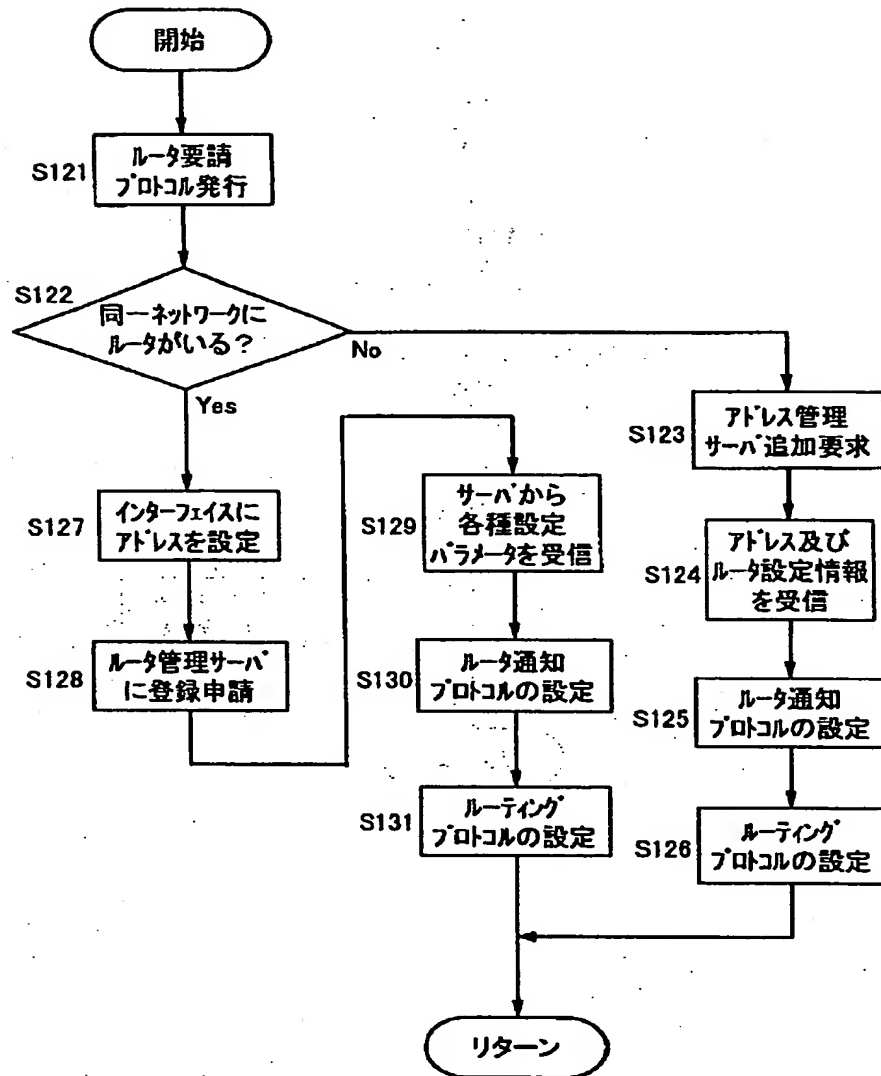 開始
S121
ルータ要請
プロトコル発行
S122
同一ネットワークに
ルータがいる?
No
Yes
S127
インターフェイスに
アドレスを設定
S128
ルータ管理サーバ
に登録申請
S129
サーバから
各種設定
パラメータを受信
S130
ルータ通知
プロトコルの設定
S131
ルーティング
プロトコルの設定
S123
アドレス管理
サーバ追加要求
S124
アドレス及び
ルータ設定情報
を受信
S125
ルータ通知
プロトコルの設定
S126
ルーティング
プロトコルの設定
リターン